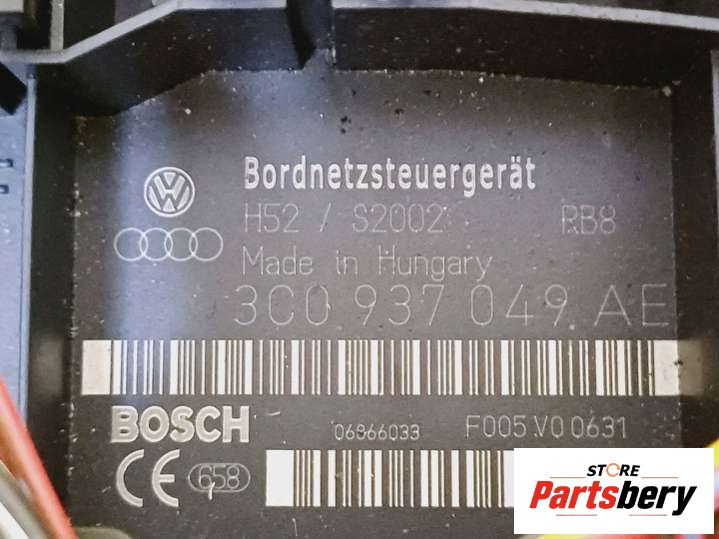 Bordnetzsteuergerät
H52 / S2002 RB8
Made in Hungary
3C0 937 049 AE
BOSCH 06866033 F005 V0 0631
CE 658
STORE
Partsbery